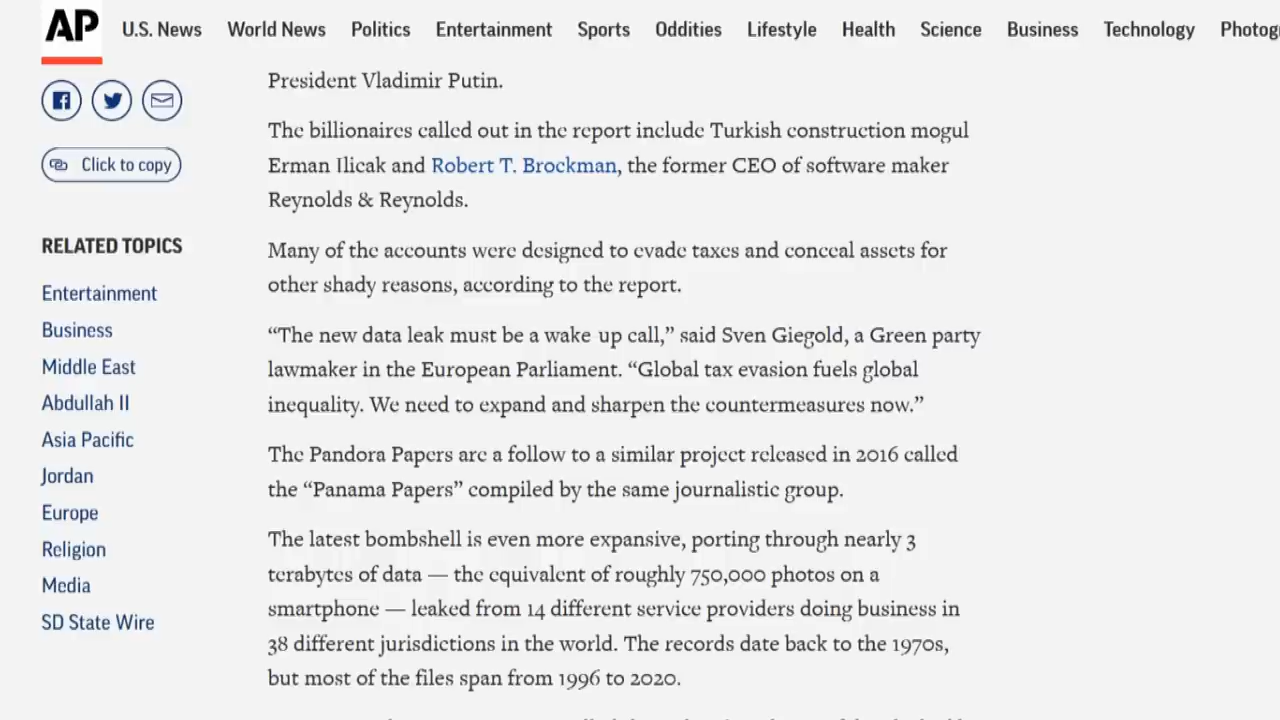 AP
U.S. News World News Politics Entertainment Sports Oddities Lifestyle Health Science Business Technology
Click to copy
RELATED TOPICS
Entertainment
Business
Middle East
Abdullah II
Asia Pacific
Jordan
Europe
Religion
Media
SD State Wire
President Vladimir Putin.
The billionaires called out in the report include Turkish construction mogul
Erman Ilicak and Robert T. Brockman, the former CEO of software maker
Reynolds & Reynolds.
Many of the accounts were designed to evade taxes and conceal assets for
other shady reasons, according to the report.
“The new data leak must be a wake up call,” said Sven Giegold, a Green party
lawmaker in the European Parliament. “Global tax evasion fuels global
inequality. We need to expand and sharpen the countermeasures now.”
The Pandora Papers are a follow to a similar project released in 2016 called
the “Panama Papers” compiled by the same journalistic group.
The latest bombshell is even more expansive, porting through nearly 3
terabytes of data — the equivalent of roughly 750,000 photos on a
smartphone — leaked from 14 different service providers doing business in
38 different jurisdictions in the world. The records date back to the 1970s,
but most of the files span from 1996 to 2020.